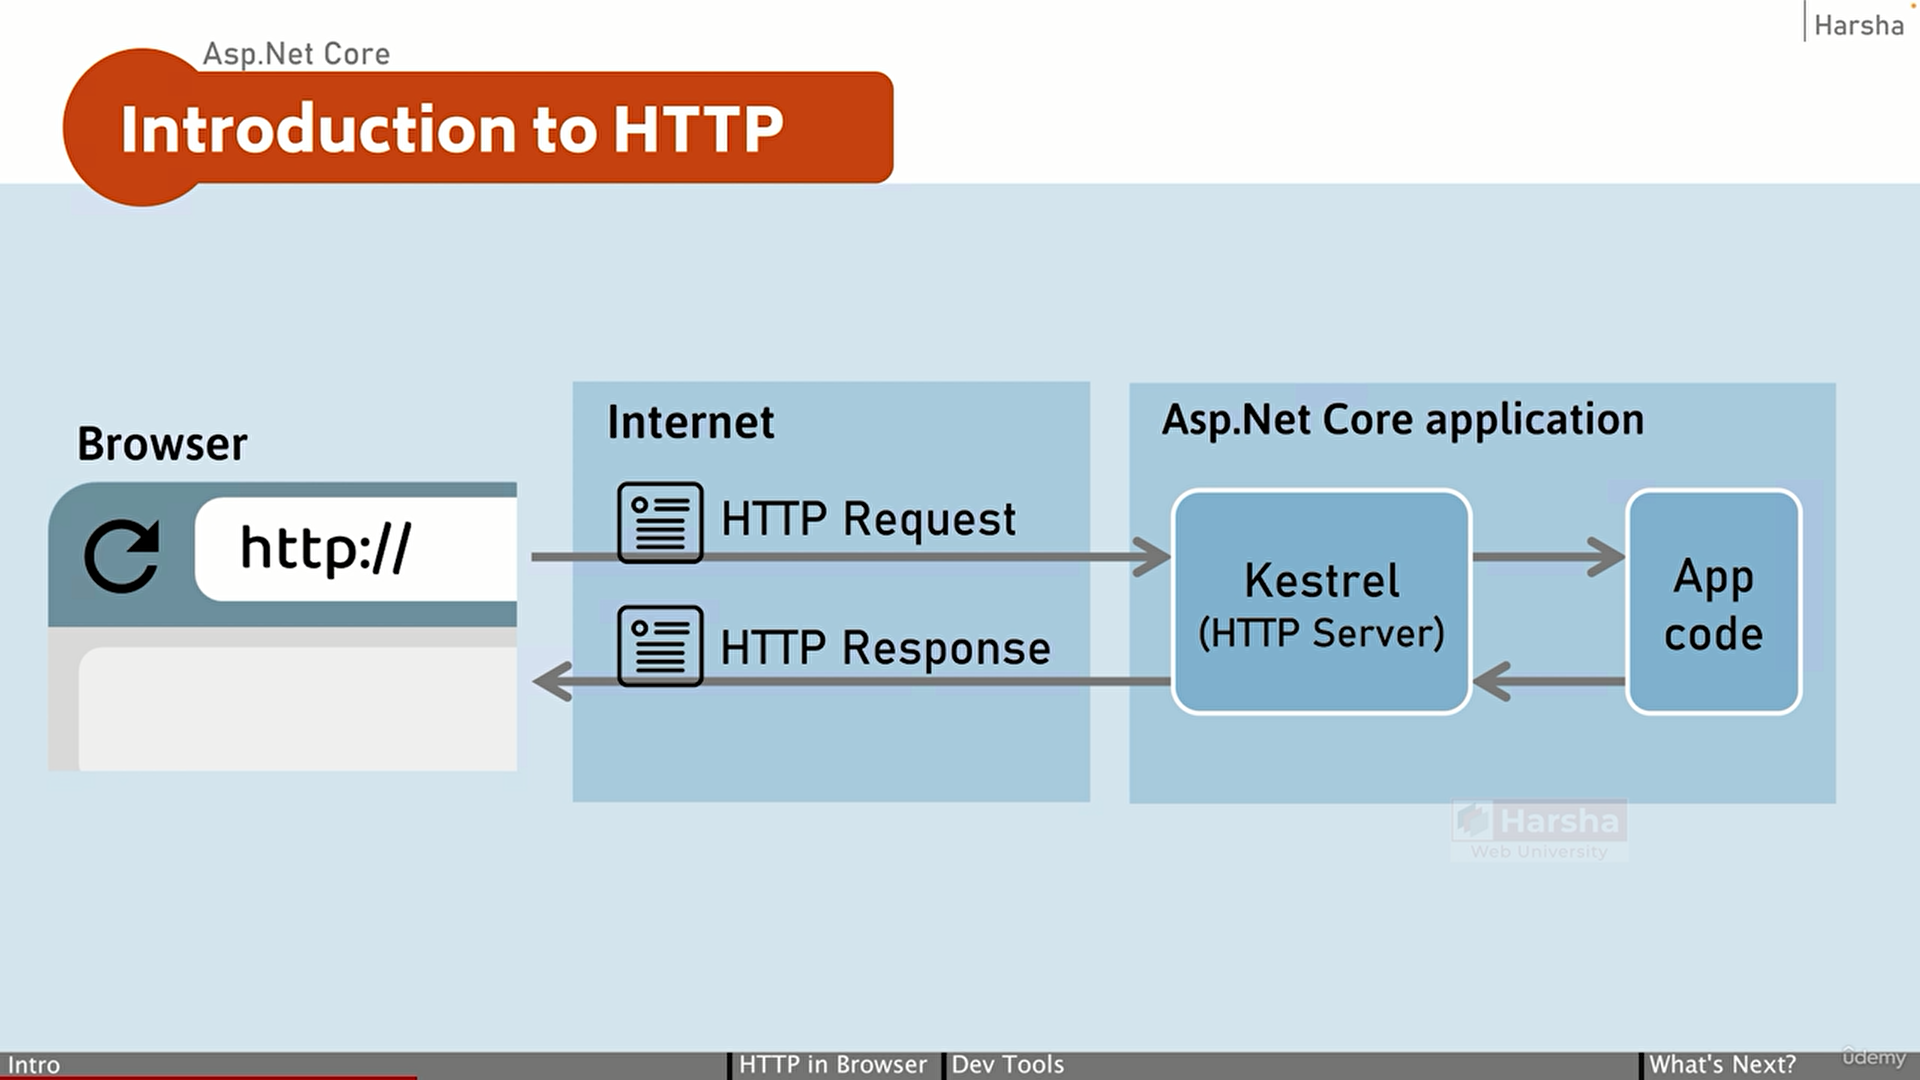 Harsha
Asp.Net Core
Introduction to HTTP
Browser
http://
Internet
HTTP Request
HTTP Response
Asp.Net Core application
Kestrel
(HTTP Server)
App
code
Harsha
Web University
Intro
HTTP in Browser
Dev Tools
What's Next?
ûdemy